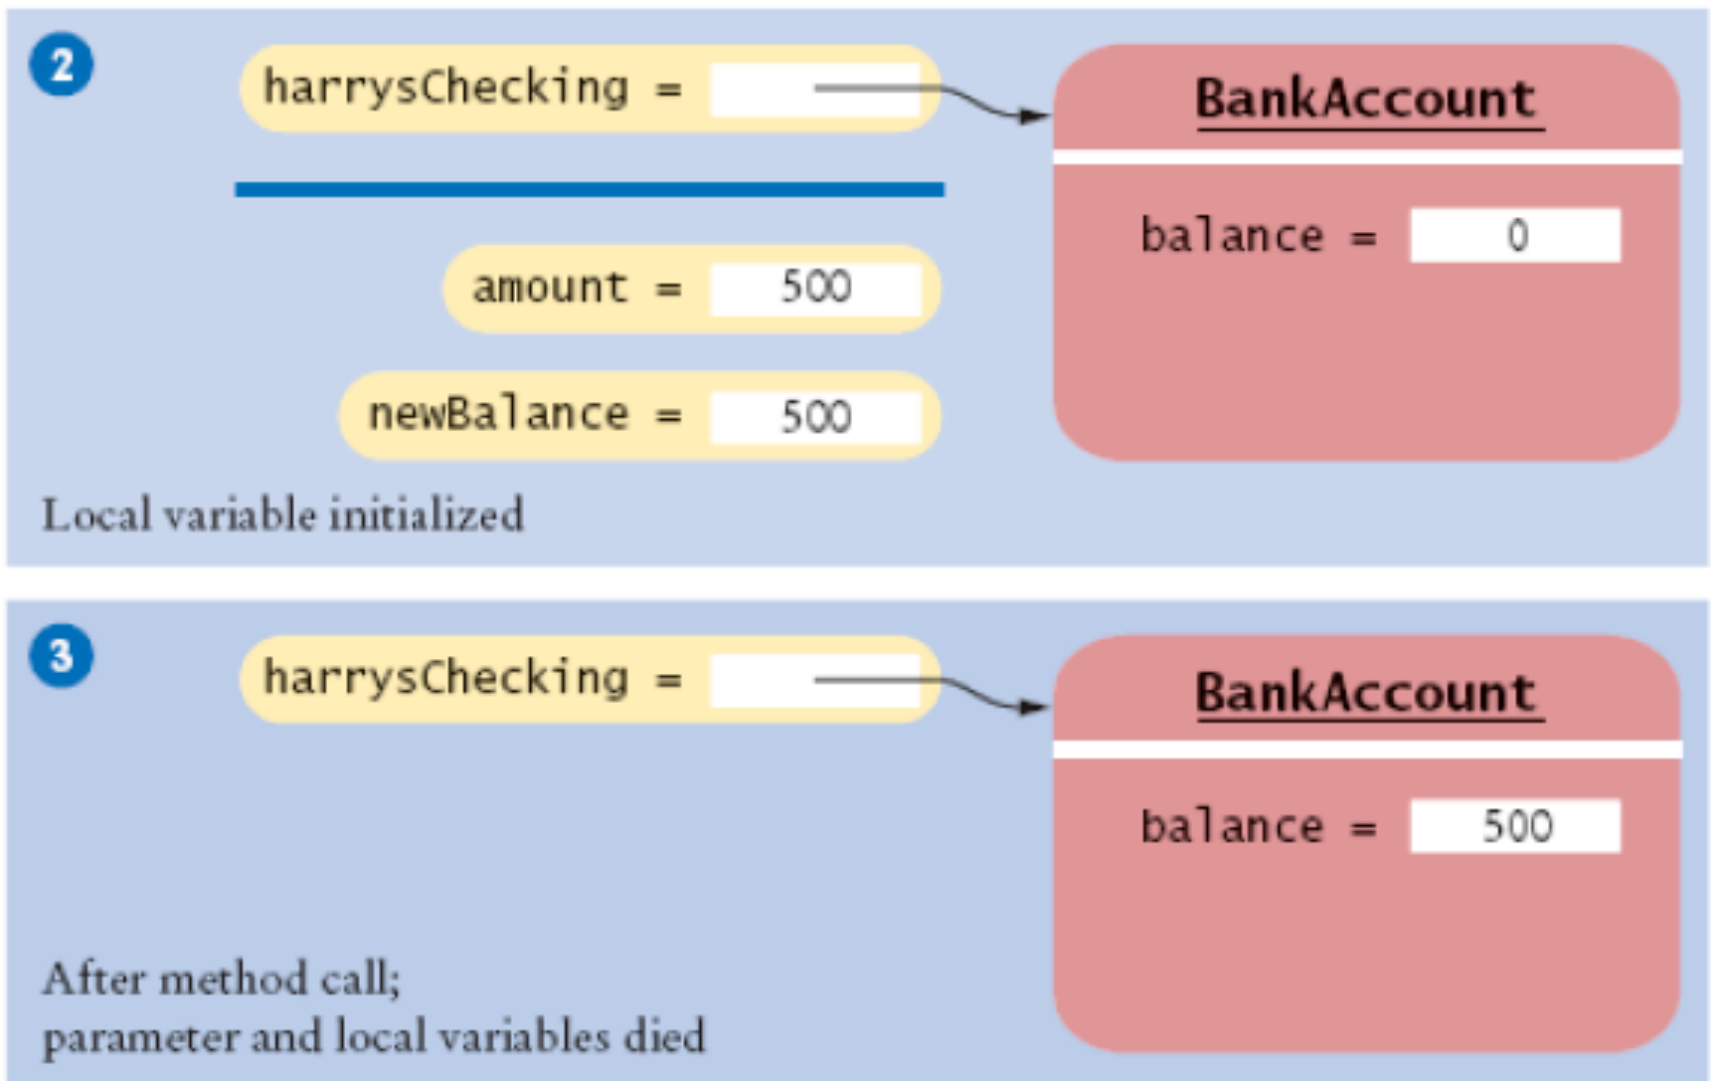 2
harrysChecking =
BankAccount
balance = 0
amount = 500
newBalance = 500
Local variable initialized
3
harrysChecking =
BankAccount
balance = 500
After method call;
parameter and local variables died